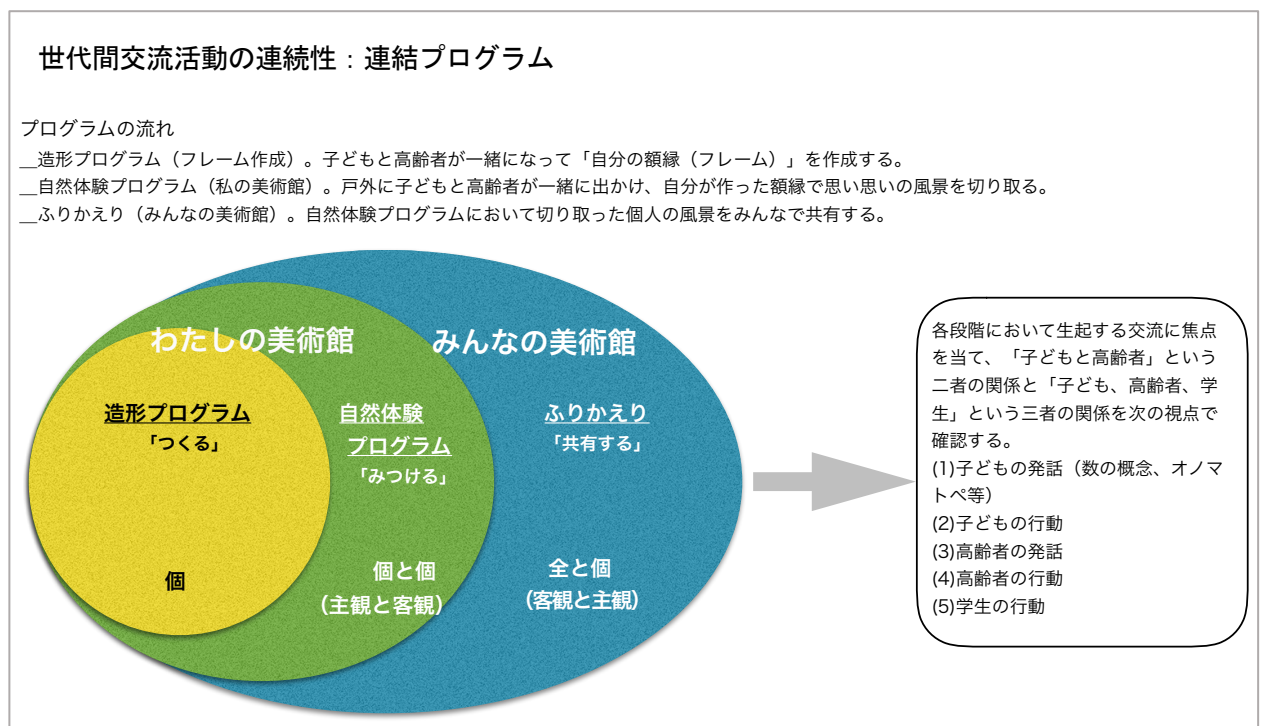 世代間交流活動の連続性：連結プログラム
プログラムの流れ
__造形プログラム（フレーム作成）。子どもと高齢者が一緒になって「自分の額縁（フレーム）」を作成する。
__自然体験プログラム（私の美術館）。戸外に子どもと高齢者が一緒に出かけ、自分が作った額縁で思い思いの風景を切り取る。
__ふりかえり（みんなの美術館）。自然体験プログラムにおいて切り取った個人の風景をみんなで共有する。
わたしの美術館
みんなの美術館
造形プログラム
「つくる」
個
自然体験
プログラム
「みつける」
個と個
（主観と客観）
ふりかえり
「共有する」
全と個
（客観と主観）
各段階において生起する交流に焦点
を当て、「子どもと高齢者」という
二者の関係と「子ども、高齢者、学
生」という三者の関係を次の視点で
確認する。
(1)子どもの発話（数の概念、オノマ
トペ等）
(2)子どもの行動
(3)高齢者の発話
(4)高齢者の行動
(5)学生の行動